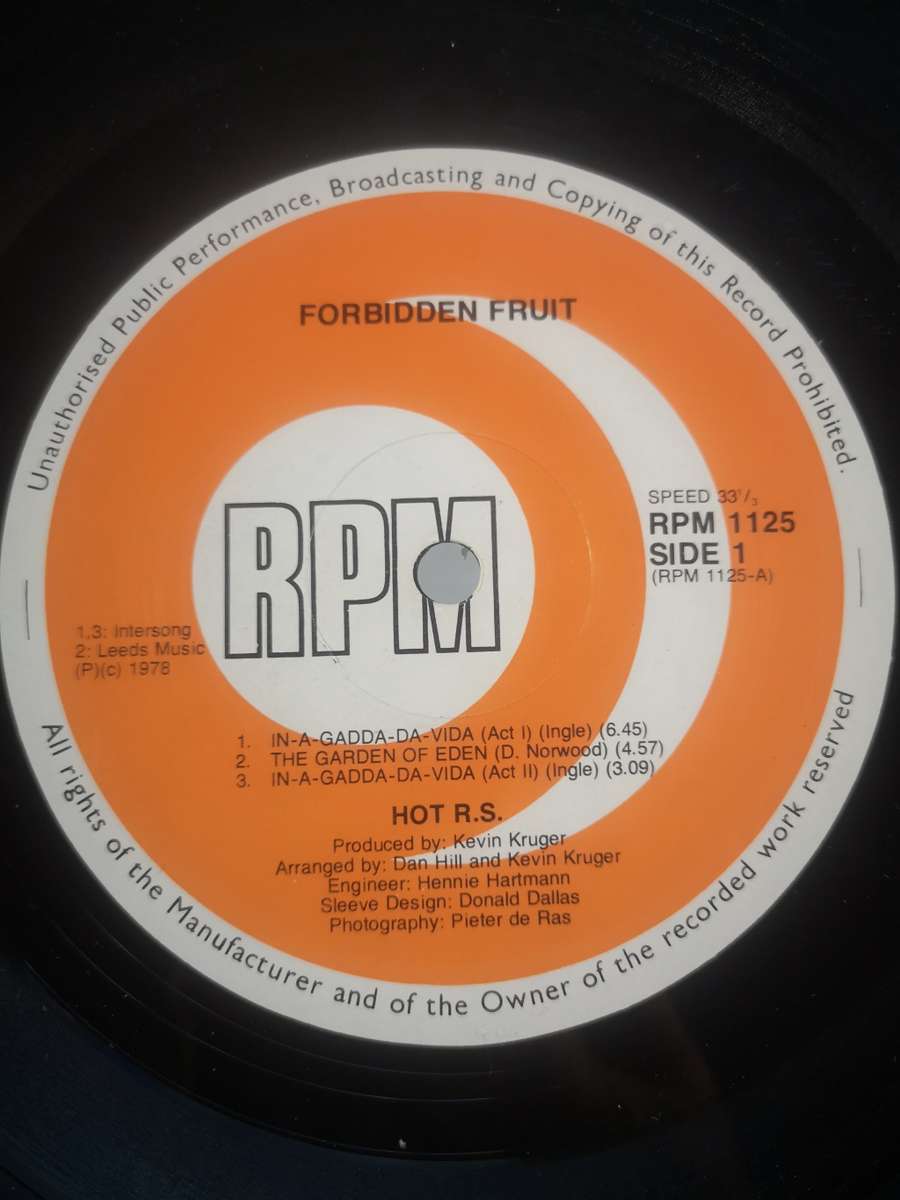 Unauthorised Public Performance, Broadcasting and Copying of this Record Prohibited.
FORBIDDEN FRUIT
RPM
SPEED 33¹/₃
RPM 1125
SIDE 1
(RPM 1125-A)
1,3: Intersong
2: Leeds Music
(P)(c) 1978
1. IN-A-GADDA-DA-VIDA (Act I) (Ingle) (6.45)
2. THE GARDEN OF EDEN (D. Norwood) (4.57)
3. IN-A-GADDA-DA-VIDA (Act II) (Ingle) (3.09)
HOT R.S.
Produced by: Kevin Kruger
Arranged by: Dan Hill and Kevin Kruger
Engineer: Hennie Hartmann
Sleeve Design: Donald Dallas
Photography: Pieter de Ras
All rights of the Manufacturer and of the Owner of the recorded work reserved